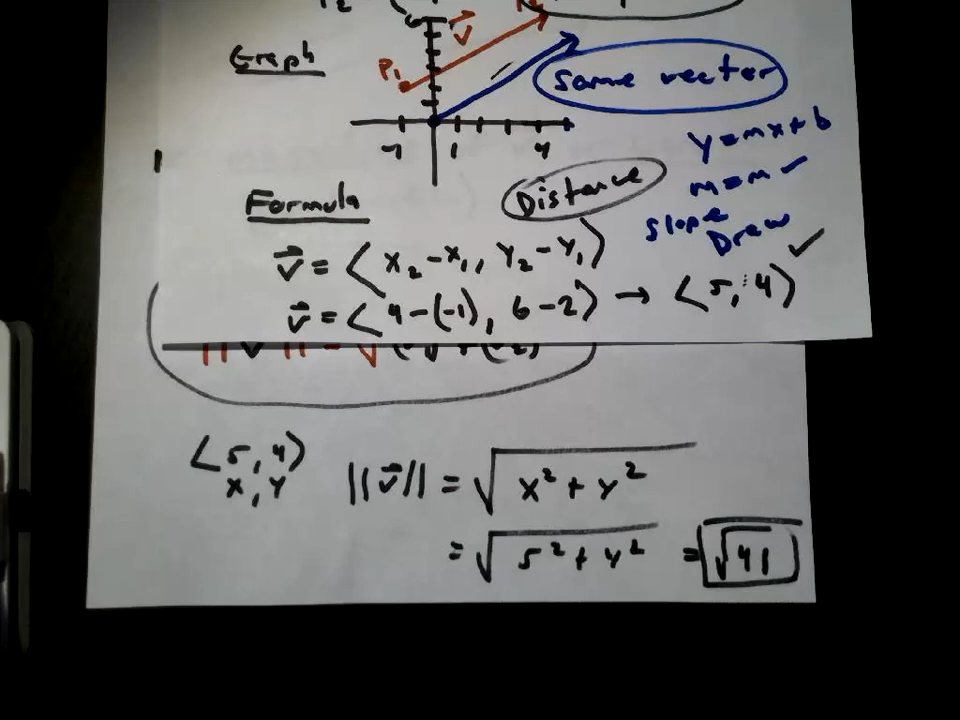 v⃗
Graph
P₁
same vector
-1 1 4
y=mx+b
m=m ✓
slope
Draw ✓
Formula
Distance
v⃗ = ⟨x₂-x₁, y₂-y₁⟩
v⃗ = ⟨4-(-1), 6-2⟩ → ⟨5, 4⟩
⟨5,4⟩
x,y
||v⃗|| = √(x²+y²)
= √(5²+4²) = √41